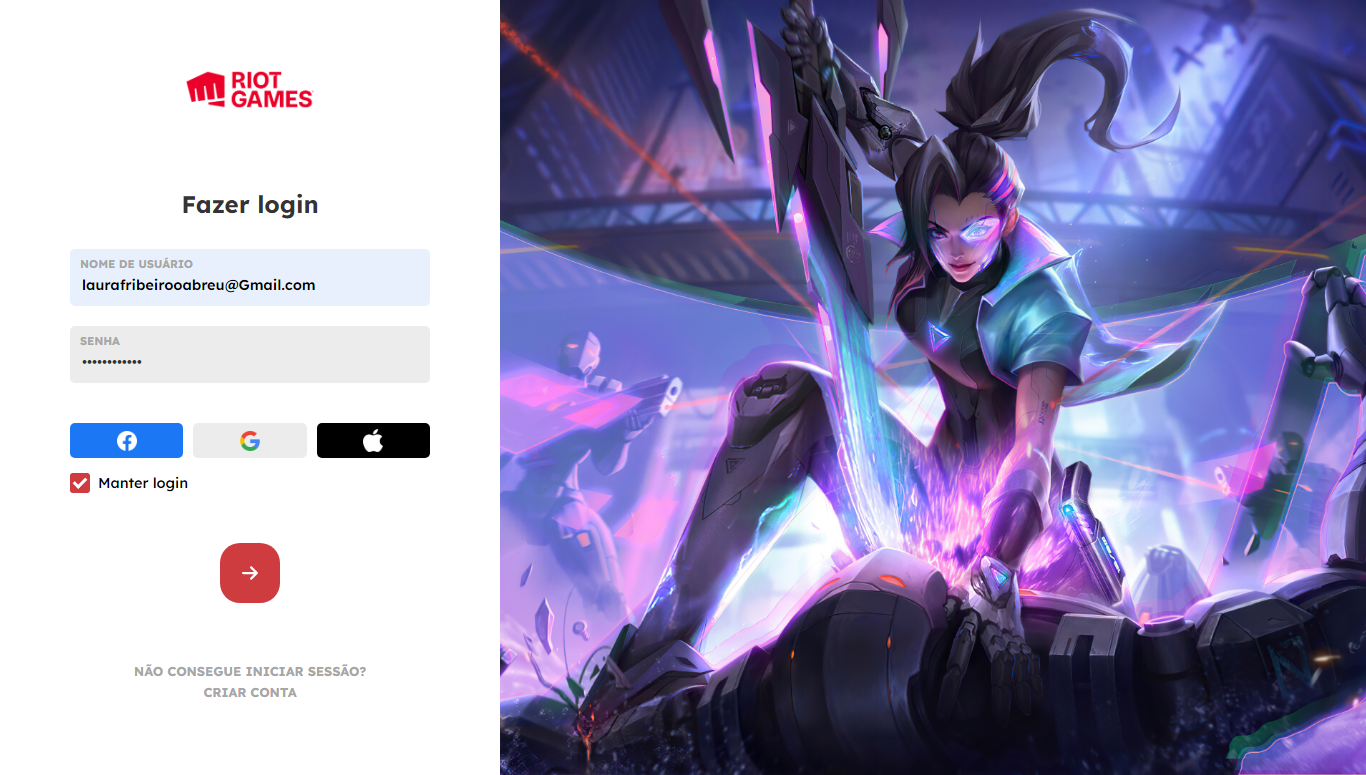 RIOT
GAMES
Fazer login
NOME DE USUÁRIO
laurafribeirooabreu@Gmail.com
SENHA
••••••••••••
Manter login
NÃO CONSEGUE INICIAR SESSÃO?
CRIAR CONTA